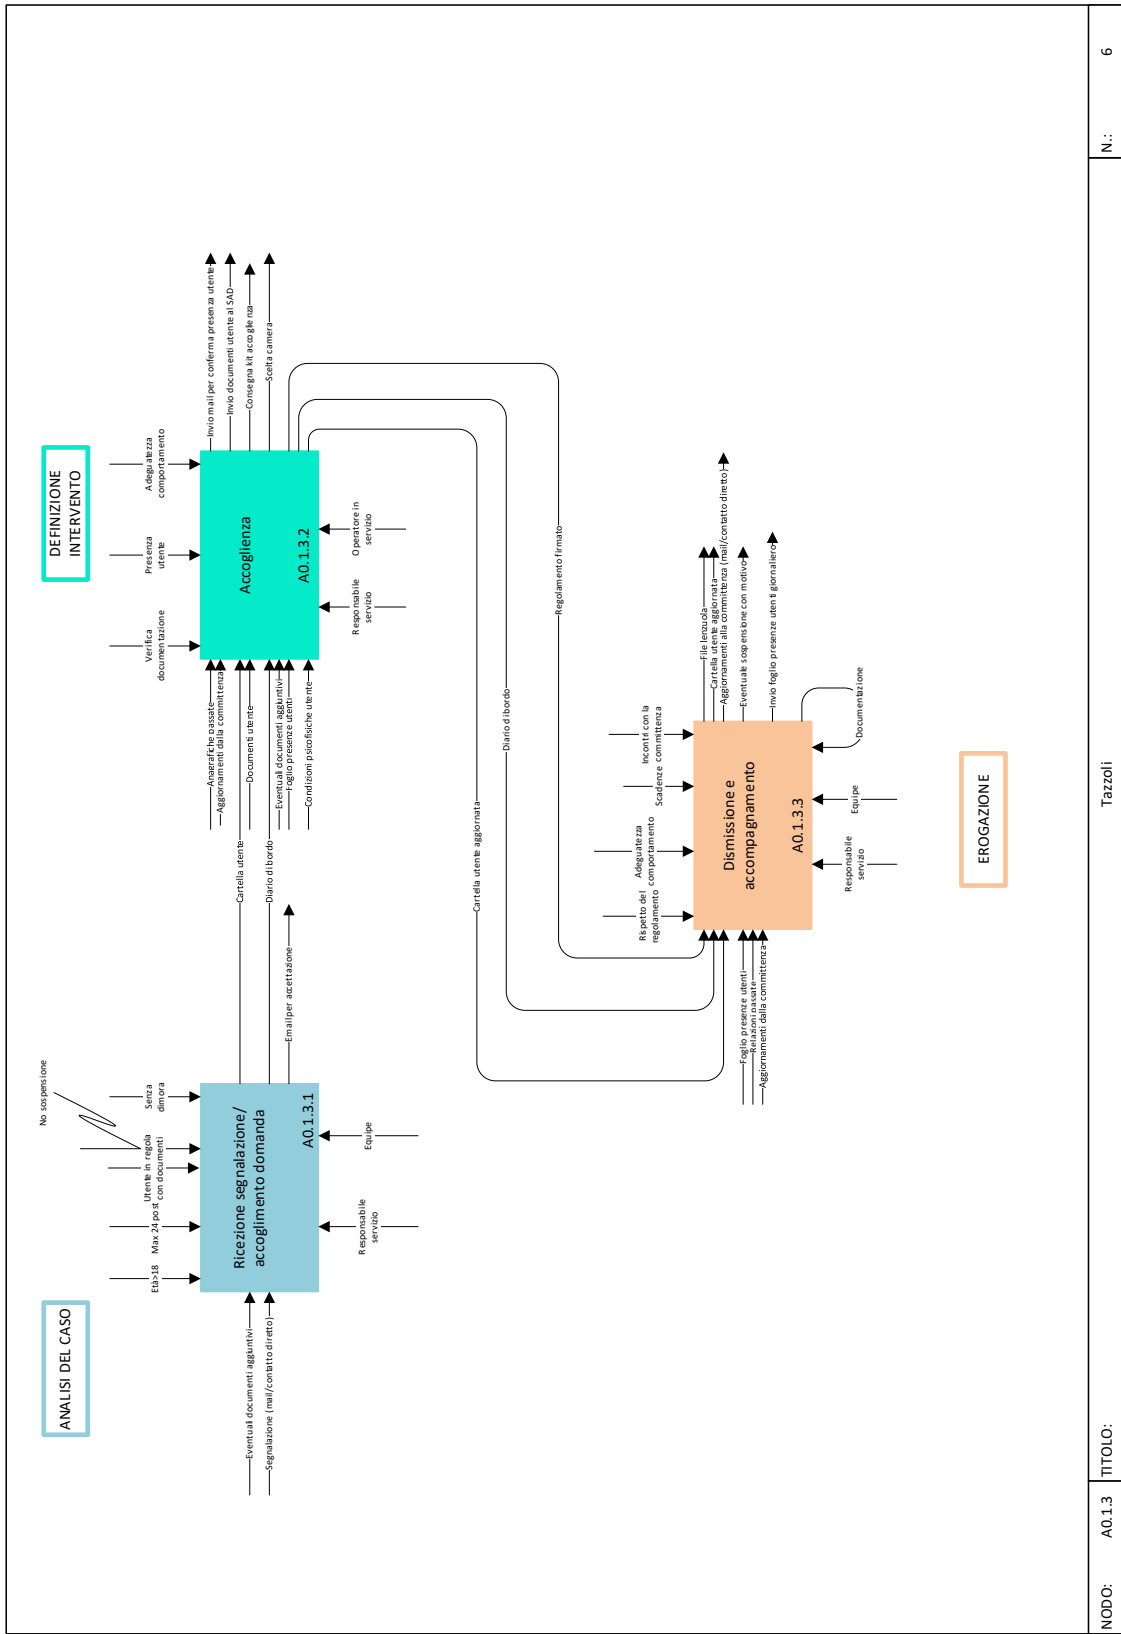 ANALISI DEL CASO
No sospensione
Età>18
Max 24 post
Utente in regola
con documenti
Senza
dimora
Eventuali documenti aggiuntivi
Segnalazione (mail/contatto diretto)
Ricezione segnalazione/
accoglimento domanda
A0.1.3.1
Responsabile
servizio
Equipe
Cartella utente
Diario di bordo
Email per accettazione
DEFINIZIONE
INTERVENTO
Verifica
documentazione
Presenza
utente
Adeguatezza
comportamento
Anagrafiche passate
Aggiornamenti dalla committenza
Documenti utente
Eventuali documenti aggiuntivi
Foglio presenze utenti
Condizioni psicofisiche utente
Accoglienza
A0.1.3.2
Responsabile
servizio
Operatore in
servizio
Invio mail per conferma presenza utente
Invio documenti utente al SAD
Consegna kit accoglienza
Scelta camera
Regolamento firmato
Diario di bordo
Cartella utente aggiornata
Rispetto del
regolamento
Adeguatezza
comportamento
Scadenze committenza
Incontri con la
Foglio presenze utenti
Relazioni passate
Aggiornamenti dalla committenza
Dismissione e
accompagnamento
A0.1.3.3
Responsabile
servizio
Equipe
Documentazione
File lenzuola
Cartella utente aggiornata
Aggiornamenti alla committenza (mail/contatto diretto)
Eventuale sospensione con motivo
Invio foglio presenze utenti giornaliero
EROGAZIONE
NODO:
A0.1.3
TITOLO:
Tazzoli
N.:
6